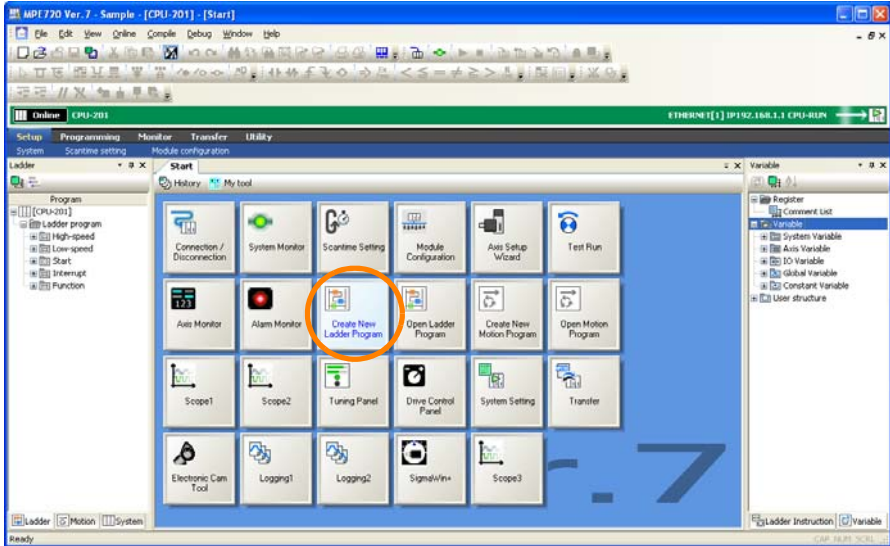 MPE720 Ver.7 - Sample - [CPU-201] - [Start]
File Edit View Online Compile Debug Window Help
Online CPU-201 ETHERNET[1] IP192.168.1.1 CPU-RUN
Setup Programming Monitor Transfer Utility
System Scantime setting Module configuration
Ladder
Program
[CPU-201]
Ladder program
High-speed
Low-speed
Start
Interrupt
Function
Ladder Motion System
Start
History My tool
Connection / Disconnection
System Monitor
Scantime Setting
Module Configuration
Axis Setup Wizard
Test Run
Axis Monitor
Alarm Monitor
Create New Ladder Program
Open Ladder Program
Create New Motion Program
Open Motion Program
Scope1
Scope2
Tuning Panel
Drive Control Panel
System Setting
Transfer
Electronic Cam Tool
Logging1
Logging2
SigmaWin+
Scope3
r.7
Variable
Register
Comment List
Variable
System Variable
Axis Variable
IO Variable
Global Variable
Constant Variable
User structure
Ladder Instruction Variable
Ready CAP NUM SCRL